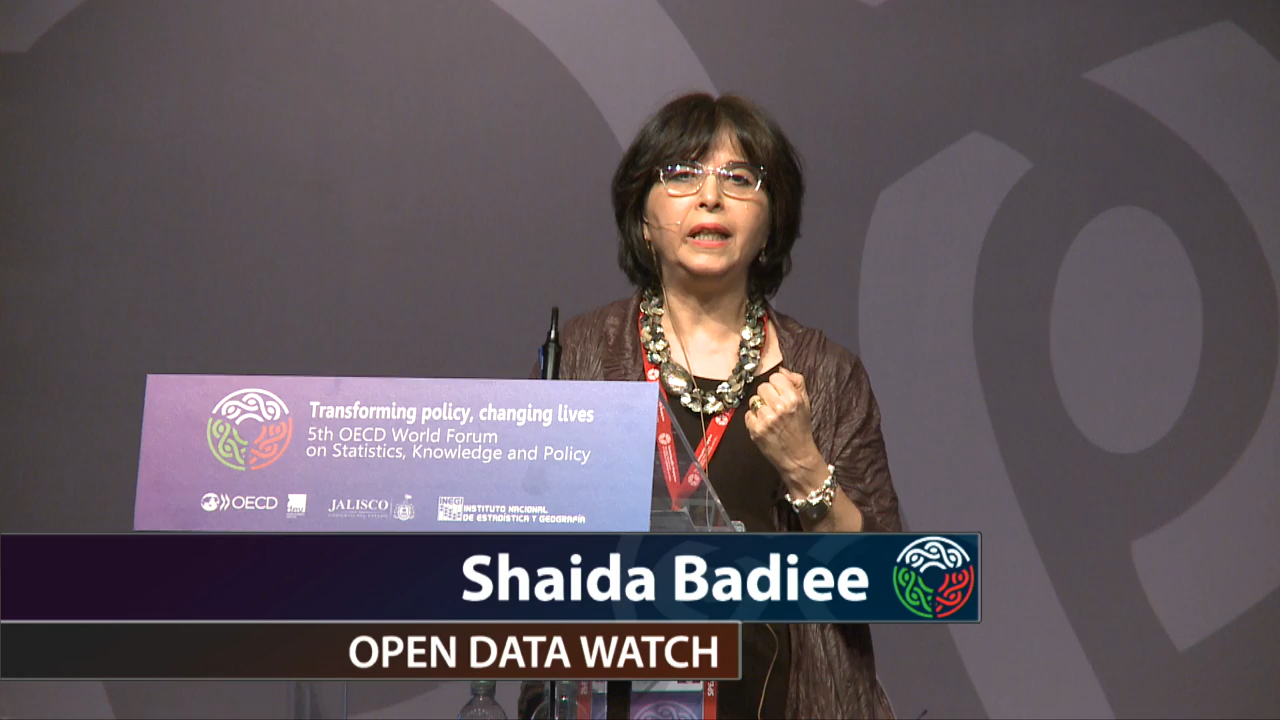 Transforming policy, changing lives
5th OECD World Forum
on Statistics, Knowledge and Policy
OECD
JALISCO
INEGI
INSTITUTO NACIONAL
DE ESTADÍSTICA Y GEOGRAFÍA
Shaida Badiee
OPEN DATA WATCH